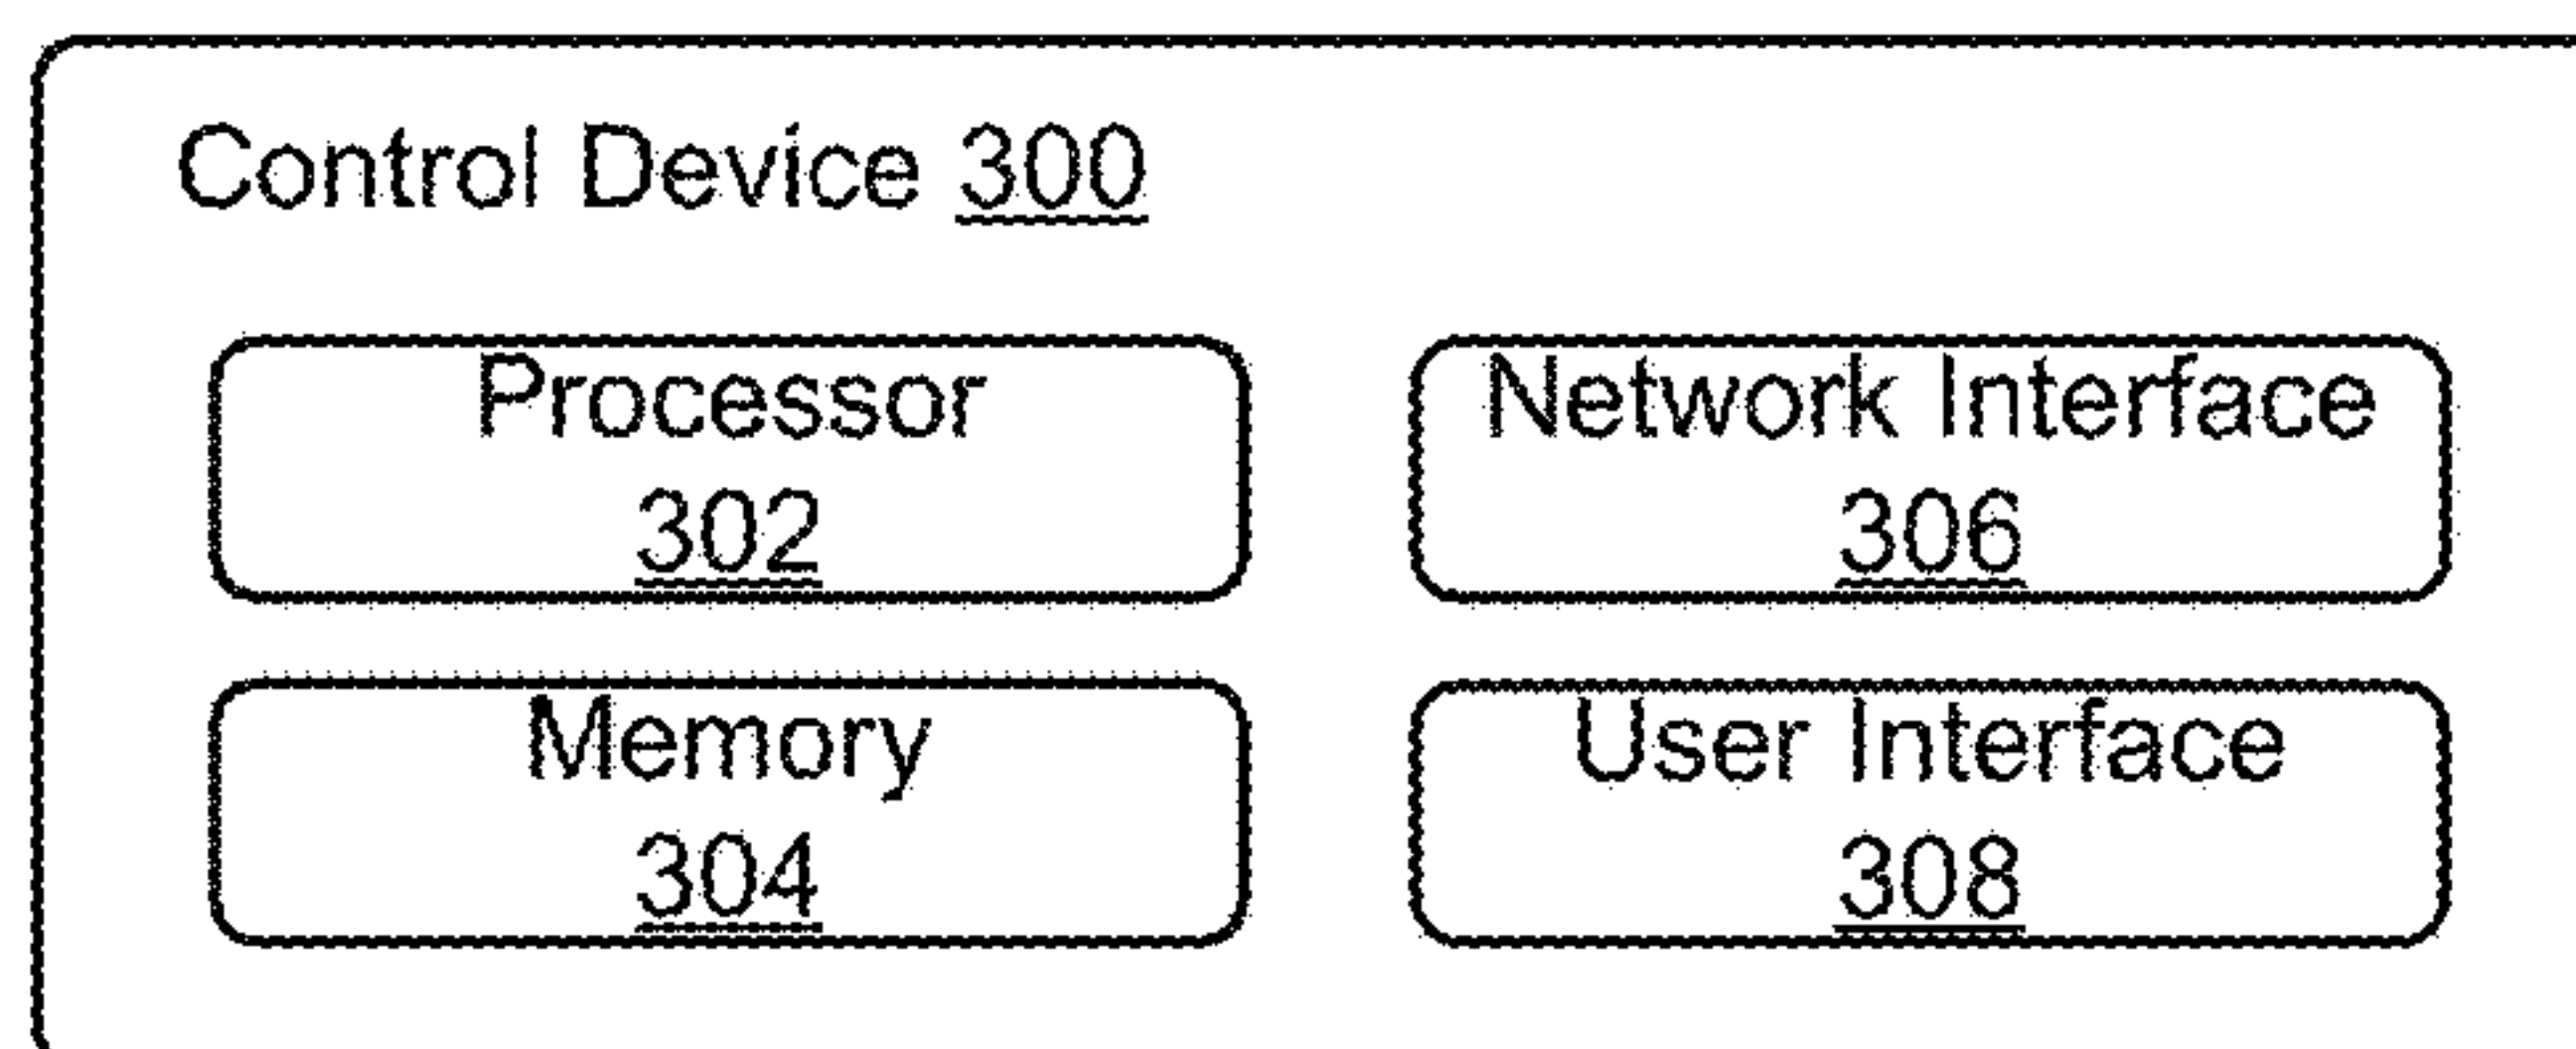 Control Device 300
Processor
302
Network Interface
306
Memory
304
User Interface
308